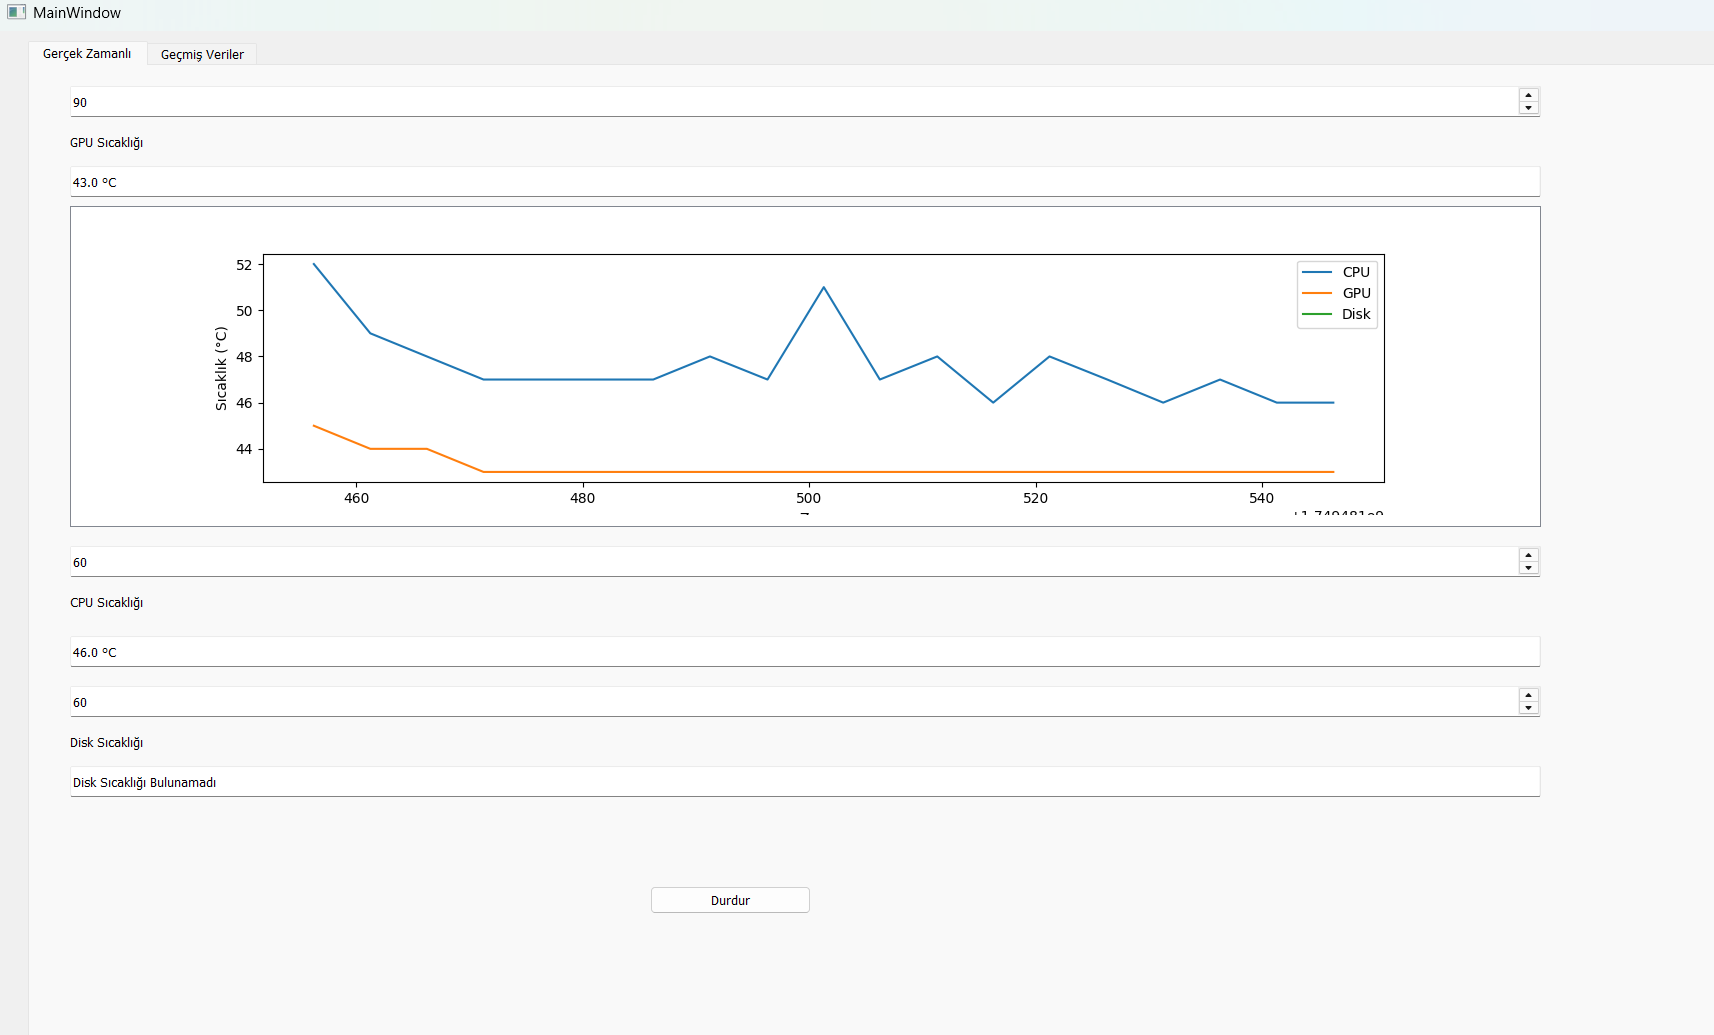 MainWindow
Gerçek Zamanlı Geçmiş Veriler
90
GPU Sıcaklığı
43.0 °C
52
50
48
46
44
Sıcaklık (°C)
CPU
GPU
Disk
460 480 500 520 540
60
CPU Sıcaklığı
46.0 °C
60
Disk Sıcaklığı
Disk Sıcaklığı Bulunamadı
Durdur